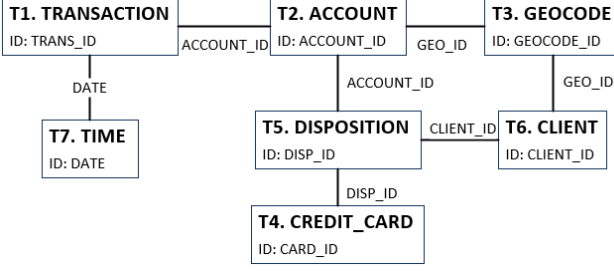 T1. TRANSACTION
ID: TRANS_ID
ACCOUNT_ID
T2. ACCOUNT
ID: ACCOUNT_ID
GEO_ID
T3. GEOCODE
ID: GEOCODE_ID
DATE
ACCOUNT_ID
GEO_ID
T7. TIME
ID: DATE
T5. DISPOSITION
ID: DISP_ID
CLIENT_ID
T6. CLIENT
ID: CLIENT_ID
DISP_ID
T4. CREDIT_CARD
ID: CARD_ID